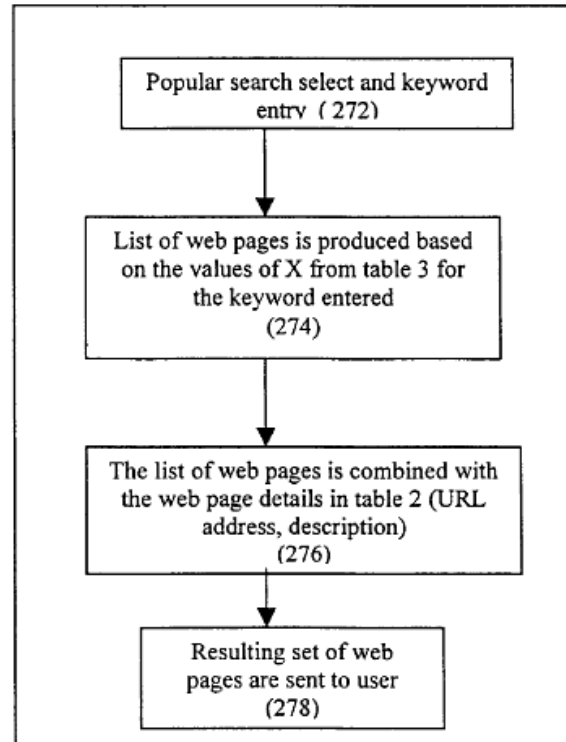 Popular search select and keyword
entry ( 272)
List of web pages is produced based
on the values of X from table 3 for
the keyword entered
(274)
The list of web pages is combined with
the web page details in table 2 (URL
address, description)
(276)
Resulting set of web
pages are sent to user
(278)